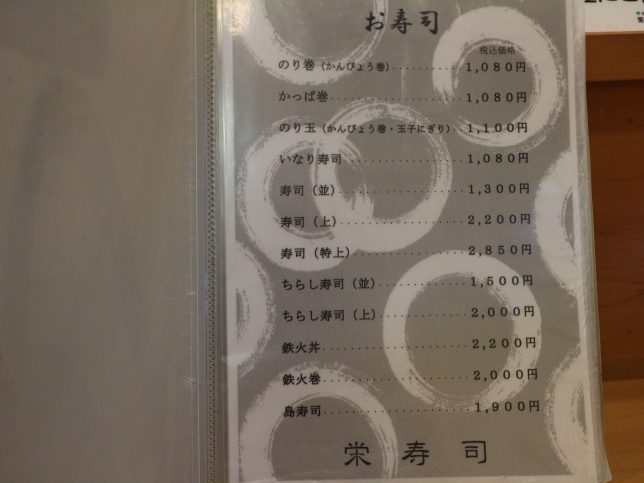 お寿司
税込価格
のり巻(かんぴょう巻)..........1,080円
かっぱ巻....................1,080円
のり玉(かんぴょう巻・玉子にぎり)..1,100円
いなり寿司..................1,080円
寿司(並)....................1,300円
寿司(上)....................2,200円
寿司(特上)..................2,850円
ちらし寿司(並)..............1,500円
ちらし寿司(上)..............2,000円
鉄火丼......................2,200円
鉄火巻......................2,000円
島寿司......................1,900円
栄寿司